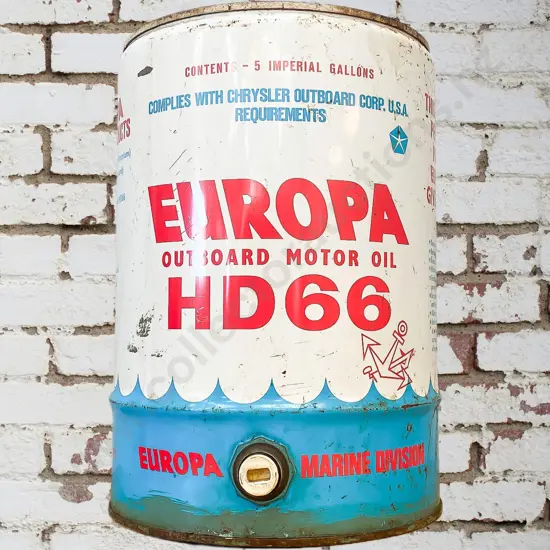 CONTENTS - 5 IMPERIAL GALLONS
COMPLIES WITH CHRYSLER OUTBOARD CORP. U.S.A.
REQUIREMENTS
EUROPA
OUTBOARD MOTOR OIL
HD66
EUROPA MARINE DIVISION